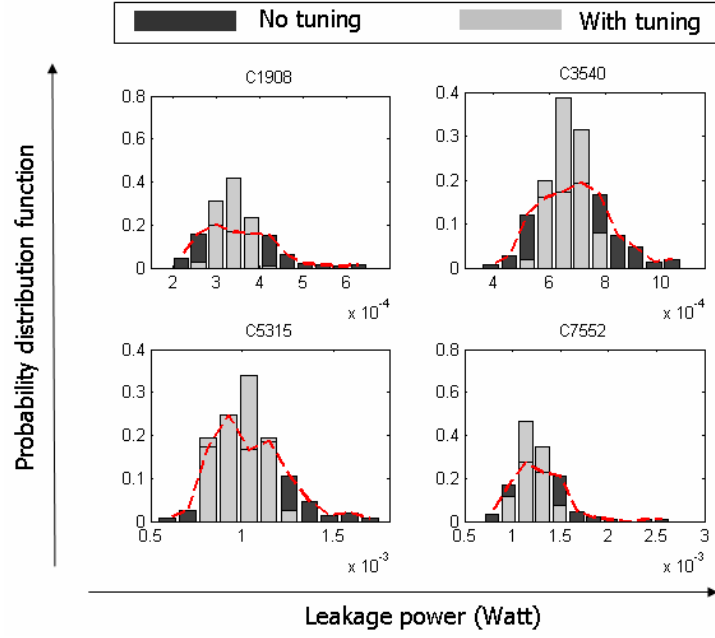 No tuning
With tuning
C1908
C3540
0.8
0.6
0.4
0.2
0
2 3 4 5 6
x 10⁻⁴
0.4
0.3
0.2
0.1
0
4 6 8 10
x 10⁻⁴
C5315
C7552
0.4
0.3
0.2
0.1
0
0.5 1 1.5
x 10⁻³
0.8
0.6
0.4
0.2
0
0.5 1 1.5 2 2.5 3
x 10⁻³
Probability distribution function
Leakage power (Watt)